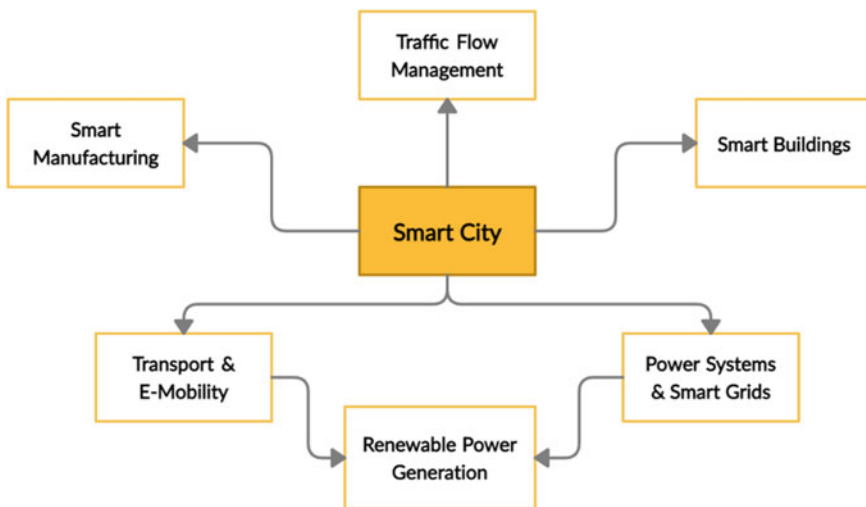 Traffic Flow
Management
Smart
Manufacturing
Smart Buildings
Smart City
Transport &
E-Mobility
Power Systems
& Smart Grids
Renewable Power
Generation